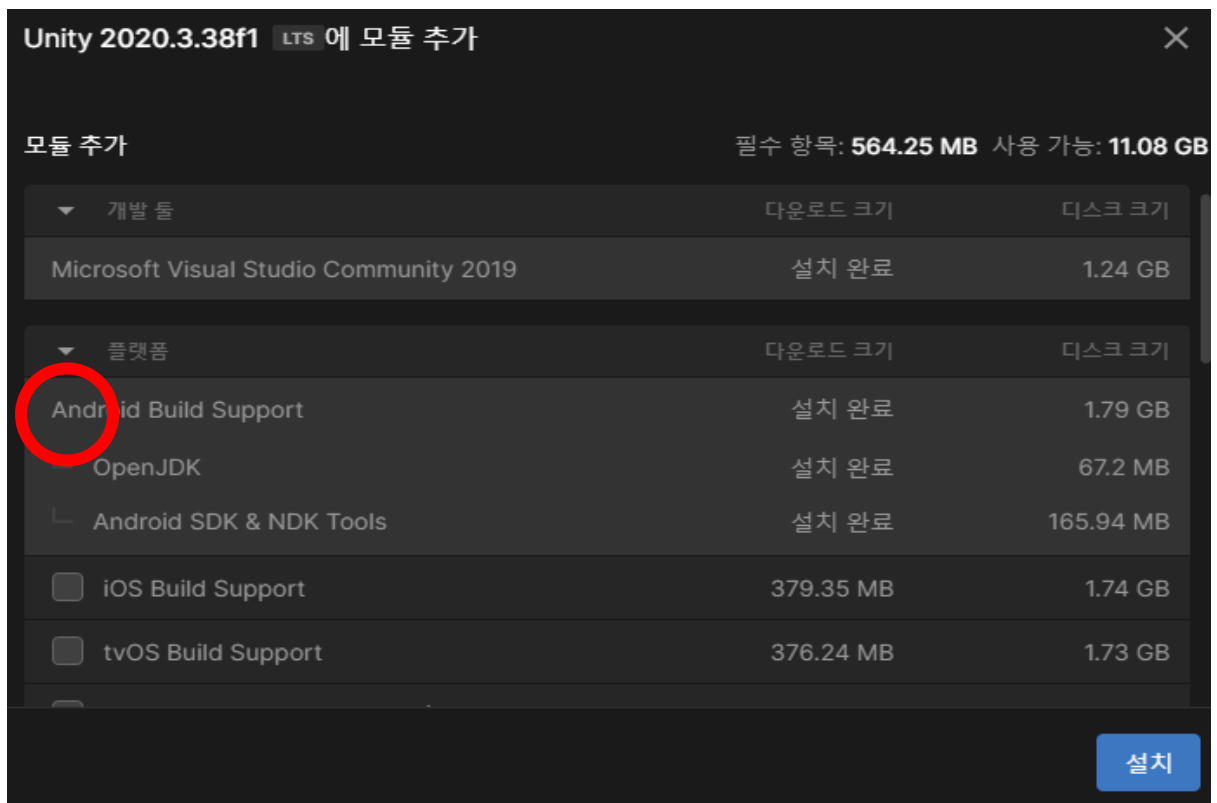 Unity 2020.3.38f1 LTS 에 모듈 추가
모듈 추가 필수 항목: 564.25 MB 사용 가능: 11.08 GB
개발 툴 다운로드 크기 디스크 크기
Microsoft Visual Studio Community 2019 설치 완료 1.24 GB
플랫폼 다운로드 크기 디스크 크기
Android Build Support 설치 완료 1.79 GB
OpenJDK 설치 완료 67.2 MB
Android SDK & NDK Tools 설치 완료 165.94 MB
iOS Build Support 379.35 MB 1.74 GB
tvOS Build Support 376.24 MB 1.73 GB
설치